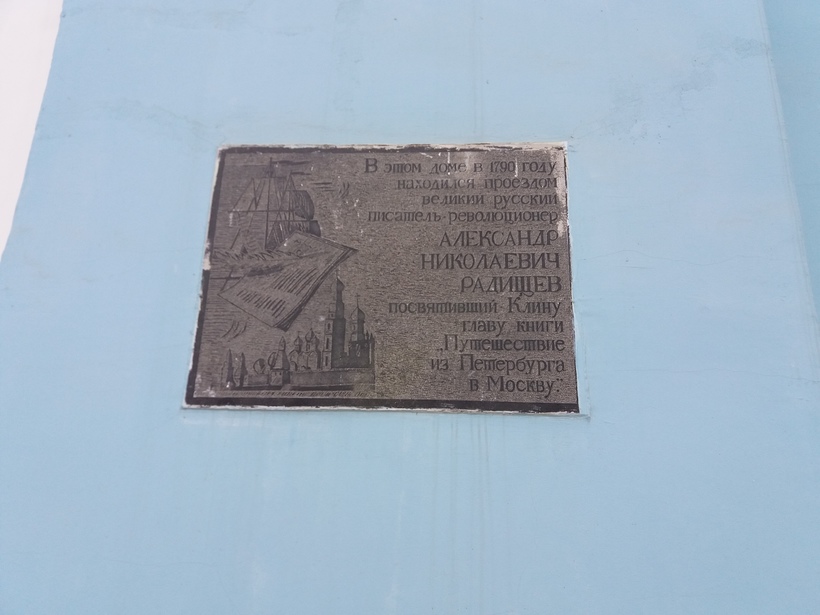 В этом доме в 1790 году
находился проездом
великий русский
писатель-революционер
АЛЕКСАНДР
НИКОЛАЕВИЧ
РАДИЩЕВ
посвятивший Клину
главу книги
„Путешествие
из Петербурга
в Москву."